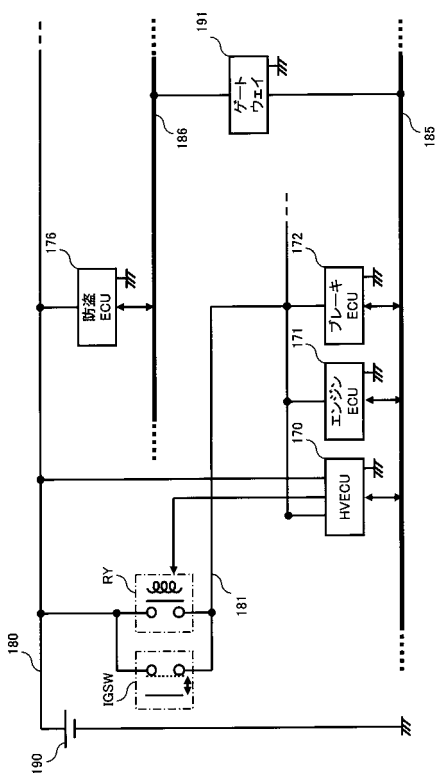 190
180
IGSW
RY
181
170
HVECU
171
エンジン
ECU
172
ブレーキ
ECU
176
防盗
ECU
186
191
ゲート
ウェイ
185